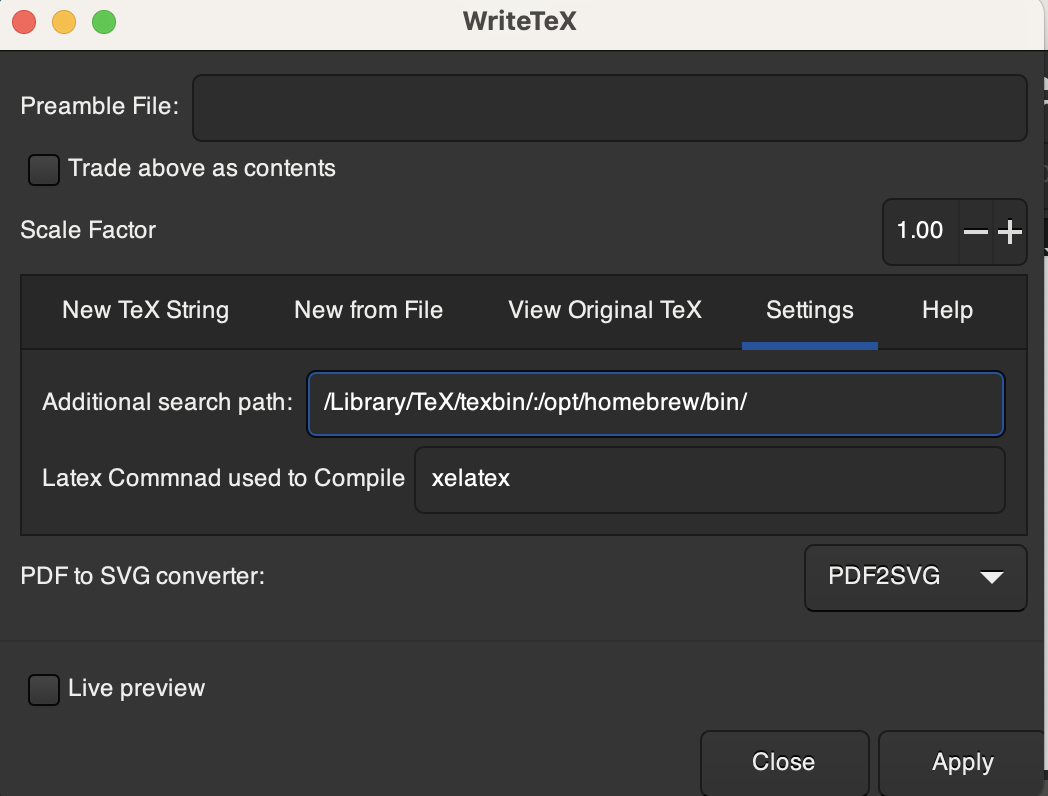 WriteTeX
Preamble File:
Trade above as contents
Scale Factor
1.00
New TeX String
New from File
View Original TeX
Settings
Help
Additional search path:
/Library/TeX/texbin/:/opt/homebrew/bin/
Latex Commnad used to Compile
xelatex
PDF to SVG converter:
PDF2SVG
Live preview
Close
Apply